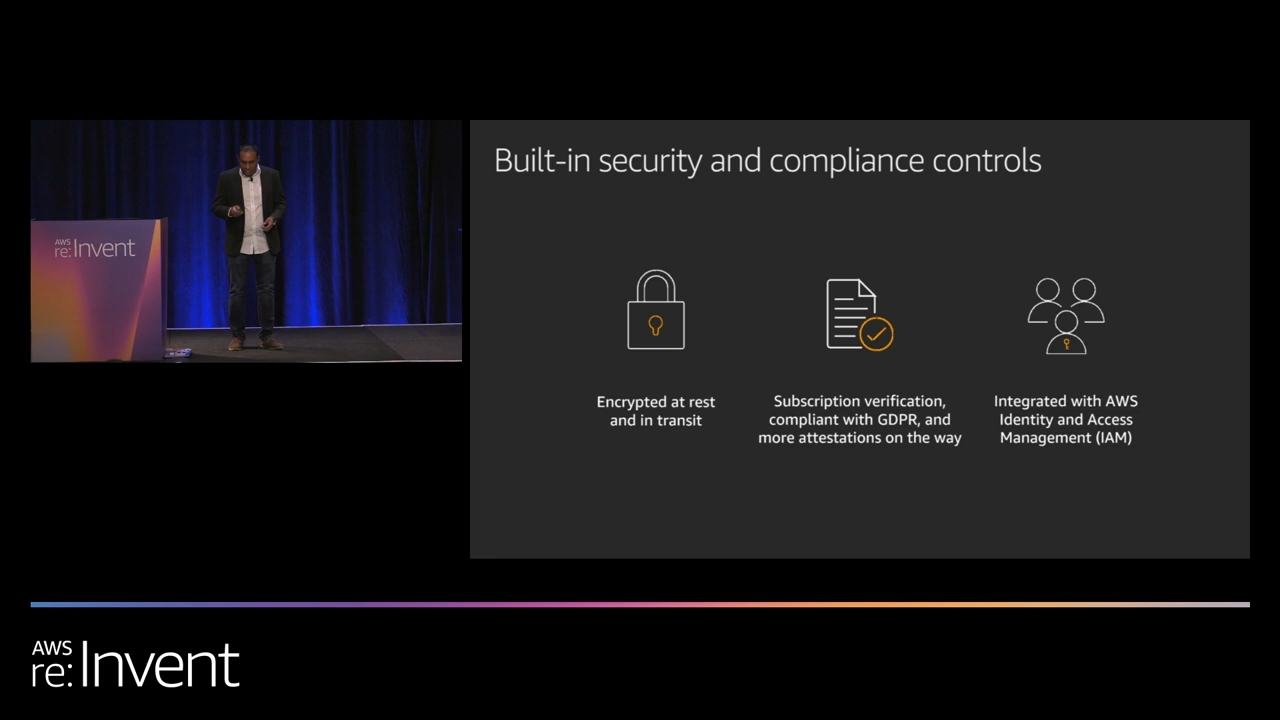 AWS
re:Invent
Built-in security and compliance controls
Encrypted at rest
and in transit
Subscription verification,
compliant with GDPR, and
more attestations on the way
Integrated with AWS
Identity and Access
Management (IAM)
AWS
re:Invent